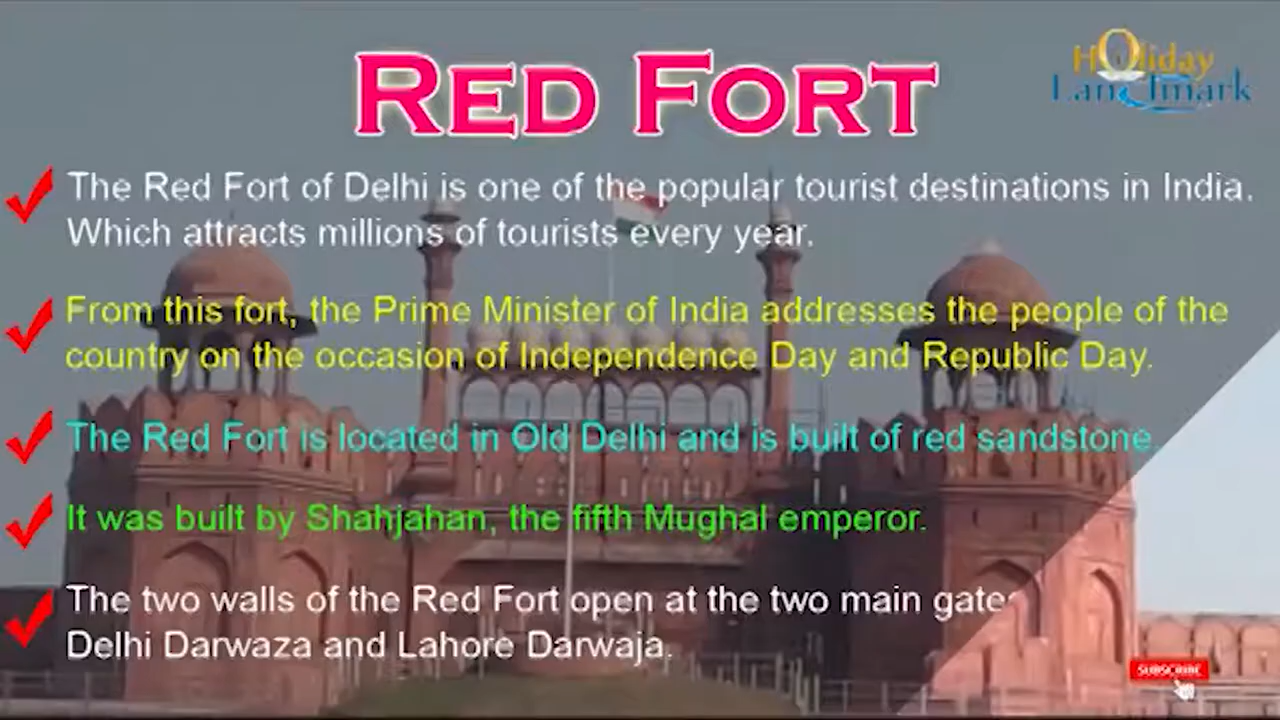 RED FORT
Holiday
Landmark
The Red Fort of Delhi is one of the popular tourist destinations in India.
Which attracts millions of tourists every year.
From this fort, the Prime Minister of India addresses the people of the
country on the occasion of Independence Day and Republic Day.
The Red Fort is located in Old Delhi and is built of red sandstone.
It was built by Shahjahan, the fifth Mughal emperor.
The two walls of the Red Fort open at the two main gates
Delhi Darwaza and Lahore Darwaja.
SUBSCRIBE